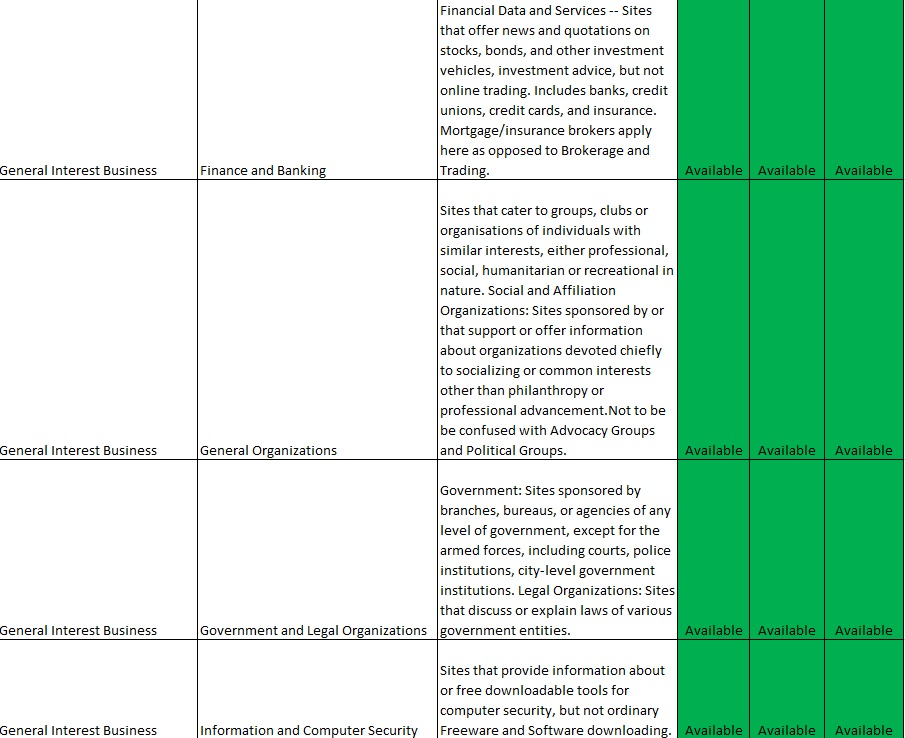 Financial Data and Services -- Sites
that offer news and quotations on
stocks, bonds, and other investment
vehicles, investment advice, but not
online trading. Includes banks, credit
unions, credit cards, and insurance.
Mortgage/insurance brokers apply
here as opposed to Brokerage and
General Interest Business Finance and Banking Trading. Available Available Available
Sites that cater to groups, clubs or
organisations of individuals with
similar interests, either professional,
social, humanitarian or recreational in
nature. Social and Affiliation
Organizations: Sites sponsored by or
that support or offer information
about organizations devoted chiefly
to socializing or common interests
other than philanthropy or
professional advancement.Not to be
be confused with Advocacy Groups
General Interest Business General Organizations and Political Groups. Available Available Available
Government: Sites sponsored by
branches, bureaus, or agencies of any
level of government, except for the
armed forces, including courts, police
institutions, city-level government
institutions. Legal Organizations: Sites
that discuss or explain laws of various
General Interest Business Government and Legal Organizations government entities. Available Available Available
Sites that provide information about
or free downloadable tools for
computer security, but not ordinary
General Interest Business Information and Computer Security Freeware and Software downloading. Available Available Available